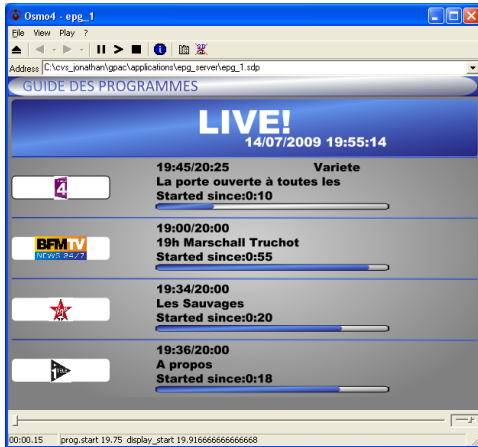 Osmo4 - epg_1
File View Play ?
Address C:\cvs_jonathan\gpac\applications\epg_server\epg_1.sdp
GUIDE DES PROGRAMMES
LIVE!
14/07/2009 19:55:14
19:45/20:25 Variete
4
La porte ouverte à toutes les
Started since:0:10
19:00/20:00
BFM TV
NEWS 24/7
19h Marschall Truchot
Started since:0:55
19:34/20:00
Les Sauvages
Started since:0:20
19:36/20:00
i TELE
A propos
Started since:0:18
00:00.15 prog.start 19.75 display_start 19.916666666666668